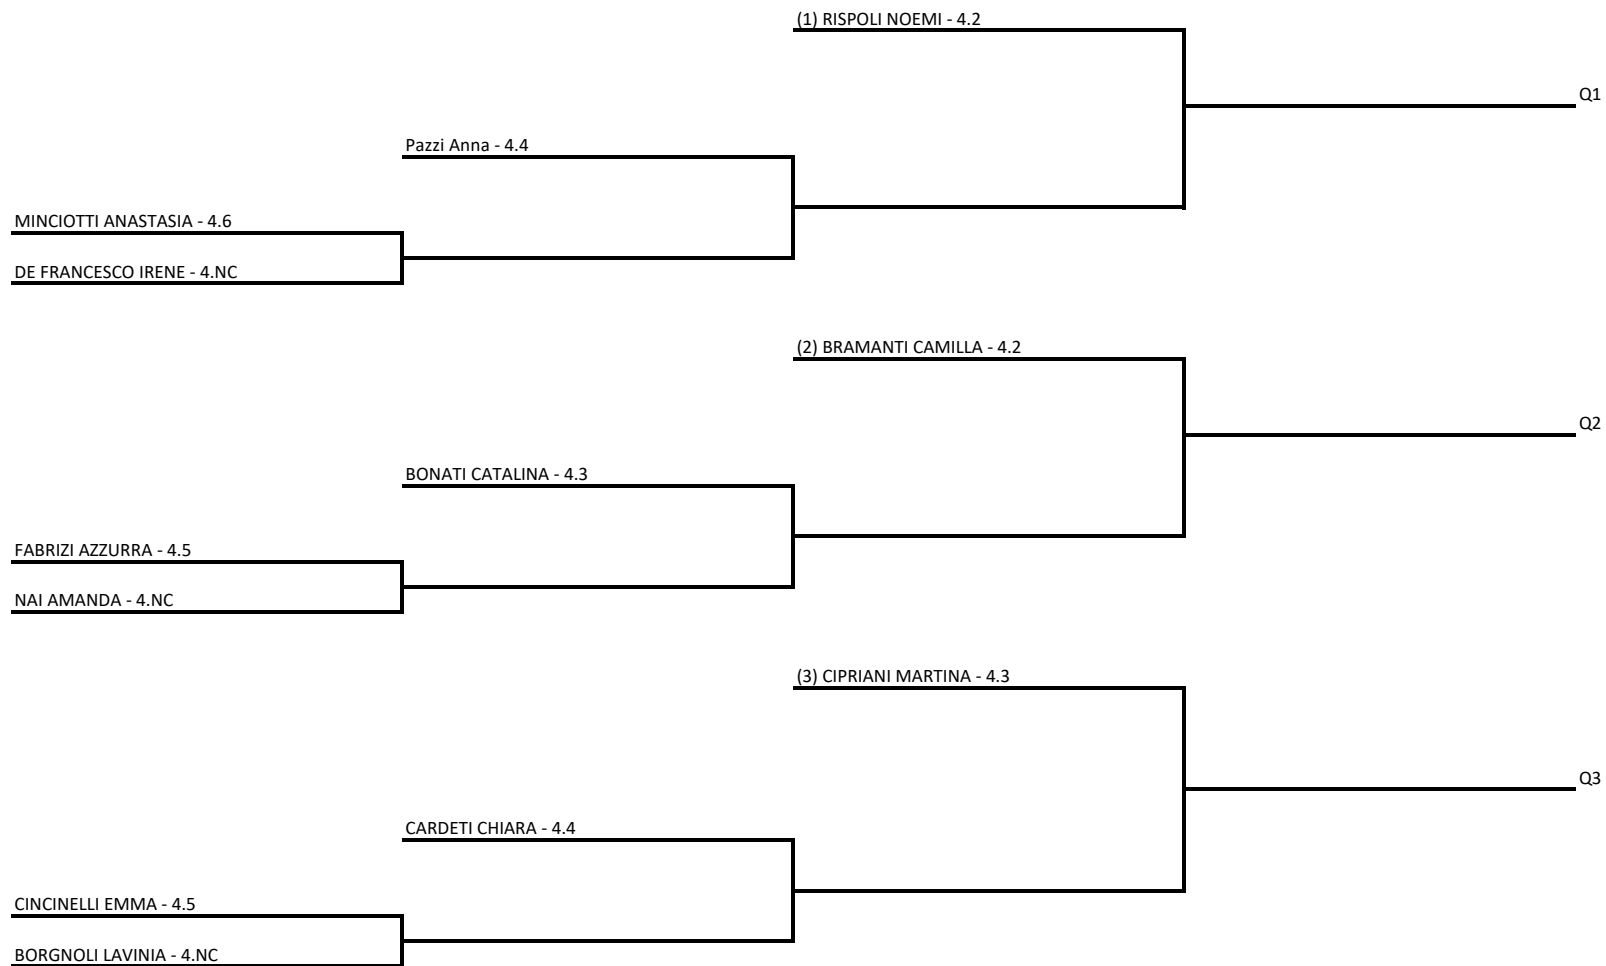 (1) RISPOLI NOEMI - 4.2
Q1
Pazzi Anna - 4.4
MINCIOTTI ANASTASIA - 4.6
DE FRANCESCO IRENE - 4.NC
(2) BRAMANTI CAMILLA - 4.2
Q2
BONATI CATALINA - 4.3
FABRIZI AZZURRA - 4.5
NAI AMANDA - 4.NC
(3) CIPRIANI MARTINA - 4.3
Q3
CARDETI CHIARA - 4.4
CINCINELLI EMMA - 4.5
BORGNOLI LAVINIA - 4.NC